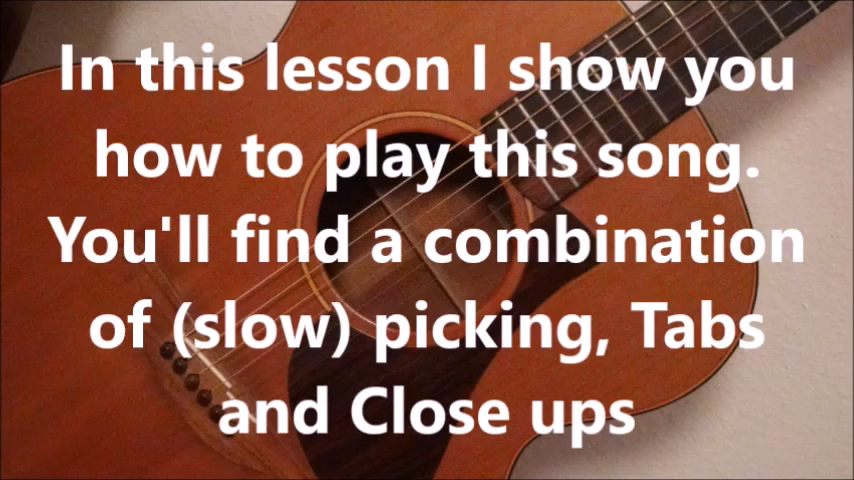 In this lesson I show you
how to play this song.
You'll find a combination
of (slow) picking, Tabs
and Close ups